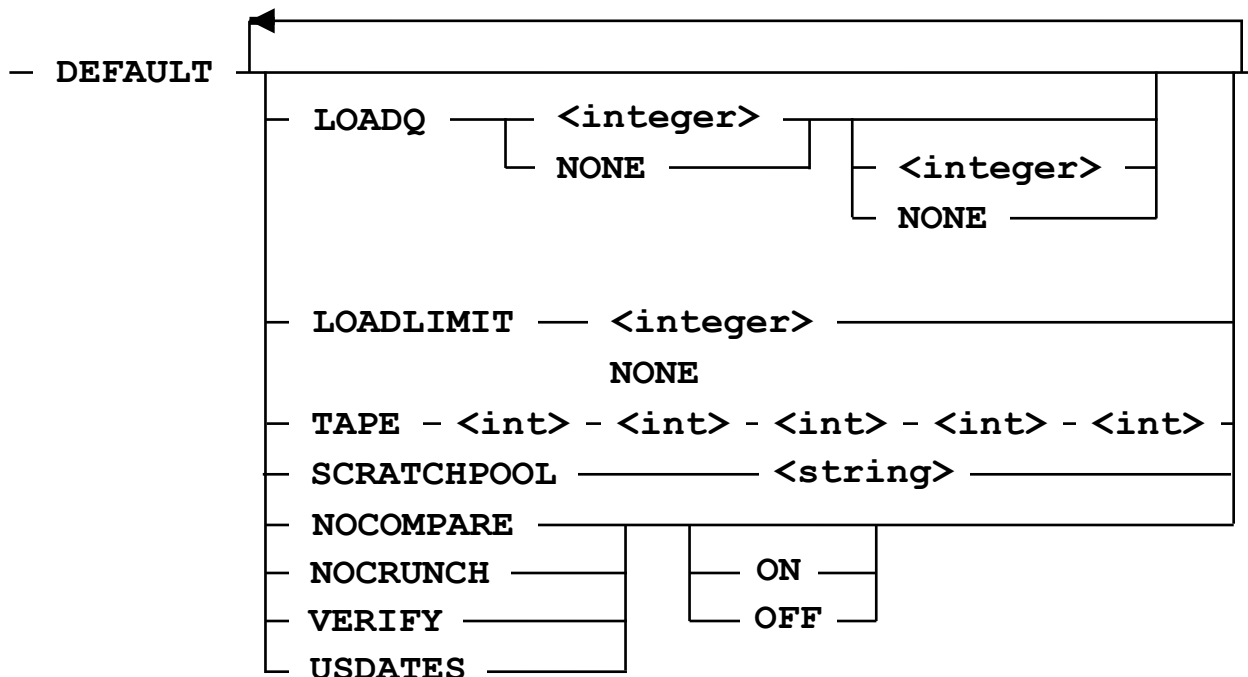 DEFAULT
LOADQ <integer>
NONE <integer>
NONE
LOADLIMIT <integer>
NONE
TAPE <int> <int> <int> <int> <int>
SCRATCHPOOL <string>
NOCOMPARE
NOCRUNCH ON
VERIFY OFF
USDATES